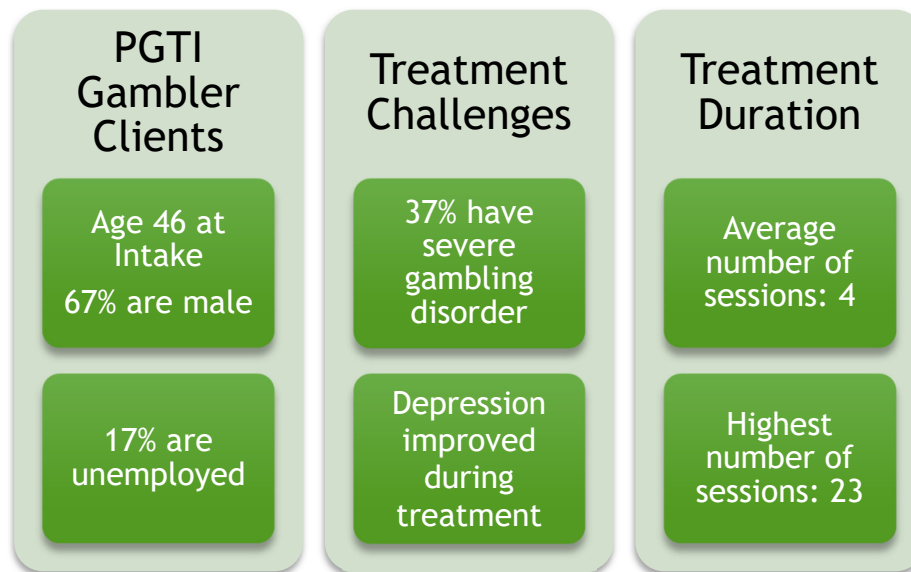 PGTI
Gambler
Clients
Age 46 at
Intake
67% are male
17% are
unemployed
Treatment
Challenges
37% have
severe
gambling
disorder
Depression
improved
during
treatment
Treatment
Duration
Average
number of
sessions: 4
Highest
number of
sessions: 23